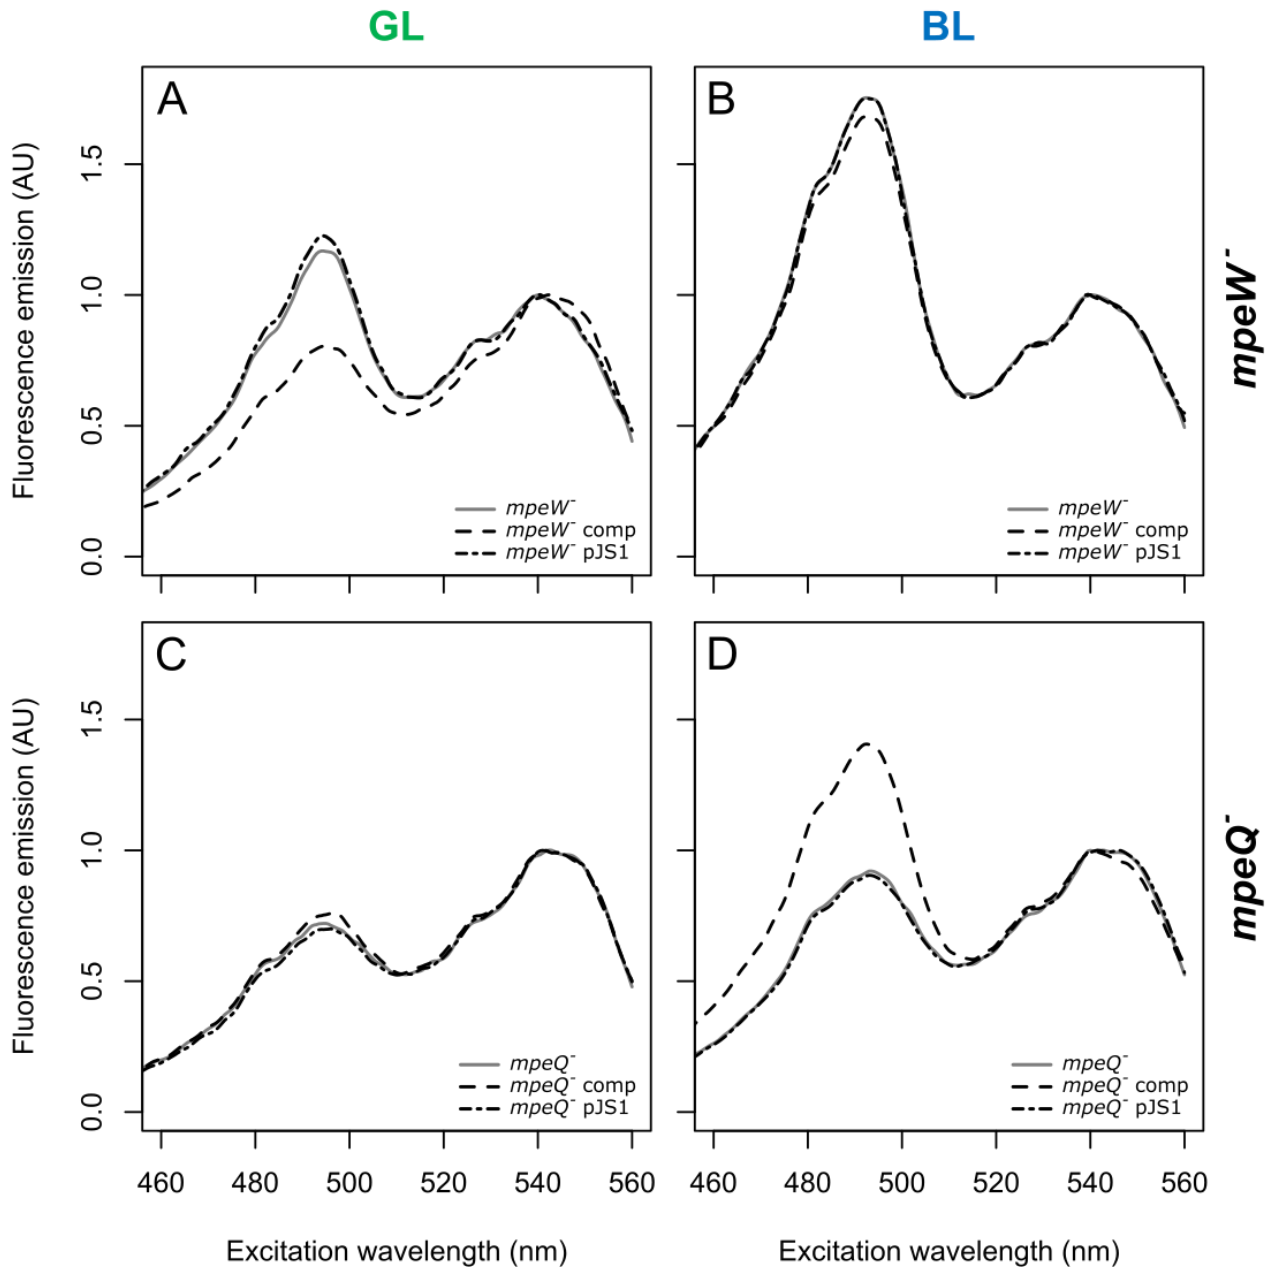 GL
BL
A
B
Fluorescence emission (AU)
1.5
1.0
0.5
0.0
mpeW⁻
mpeW⁻ comp
mpeW⁻ pJS1
mpeW⁻
mpeW⁻ comp
mpeW⁻ pJS1
mpeW⁻
C
D
Fluorescence emission (AU)
1.5
1.0
0.5
0.0
mpeQ⁻
mpeQ⁻ comp
mpeQ⁻ pJS1
mpeQ⁻
mpeQ⁻ comp
mpeQ⁻ pJS1
mpeQ⁻
460 480 500 520 540 560
460 480 500 520 540 560
Excitation wavelength (nm)
Excitation wavelength (nm)